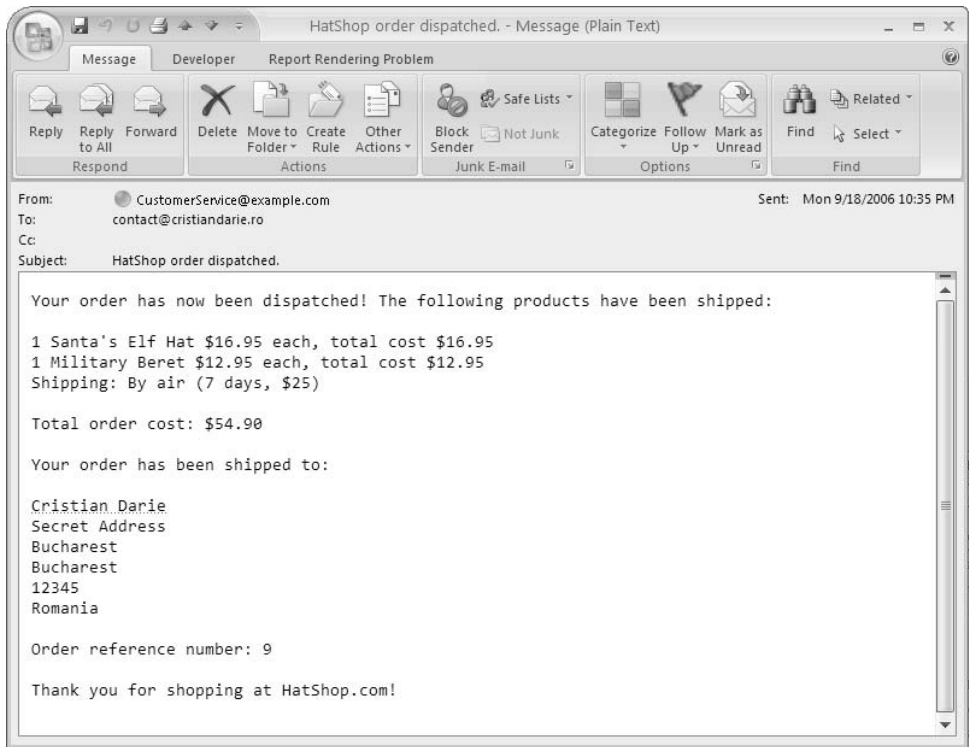 HatShop order dispatched. - Message (Plain Text)
Message Developer Report Rendering Problem
Reply
Reply to All
Forward
Respond
Delete
Move to Folder
Create Rule
Other Actions
Actions
Block Sender
Safe Lists
Not Junk
Junk E-mail
Categorize
Follow Up
Mark as Unread
Options
Find
Related
Select
Find
From: CustomerService@example.com
Sent: Mon 9/18/2006 10:35 PM
To: contact@cristiandarie.ro
Cc:
Subject: HatShop order dispatched.
Your order has now been dispatched! The following products have been shipped:
1 Santa's Elf Hat $16.95 each, total cost $16.95
1 Military Beret $12.95 each, total cost $12.95
Shipping: By air (7 days, $25)
Total order cost: $54.90
Your order has been shipped to:
Cristian Darie
Secret Address
Bucharest
Bucharest
12345
Romania
Order reference number: 9
Thank you for shopping at HatShop.com!